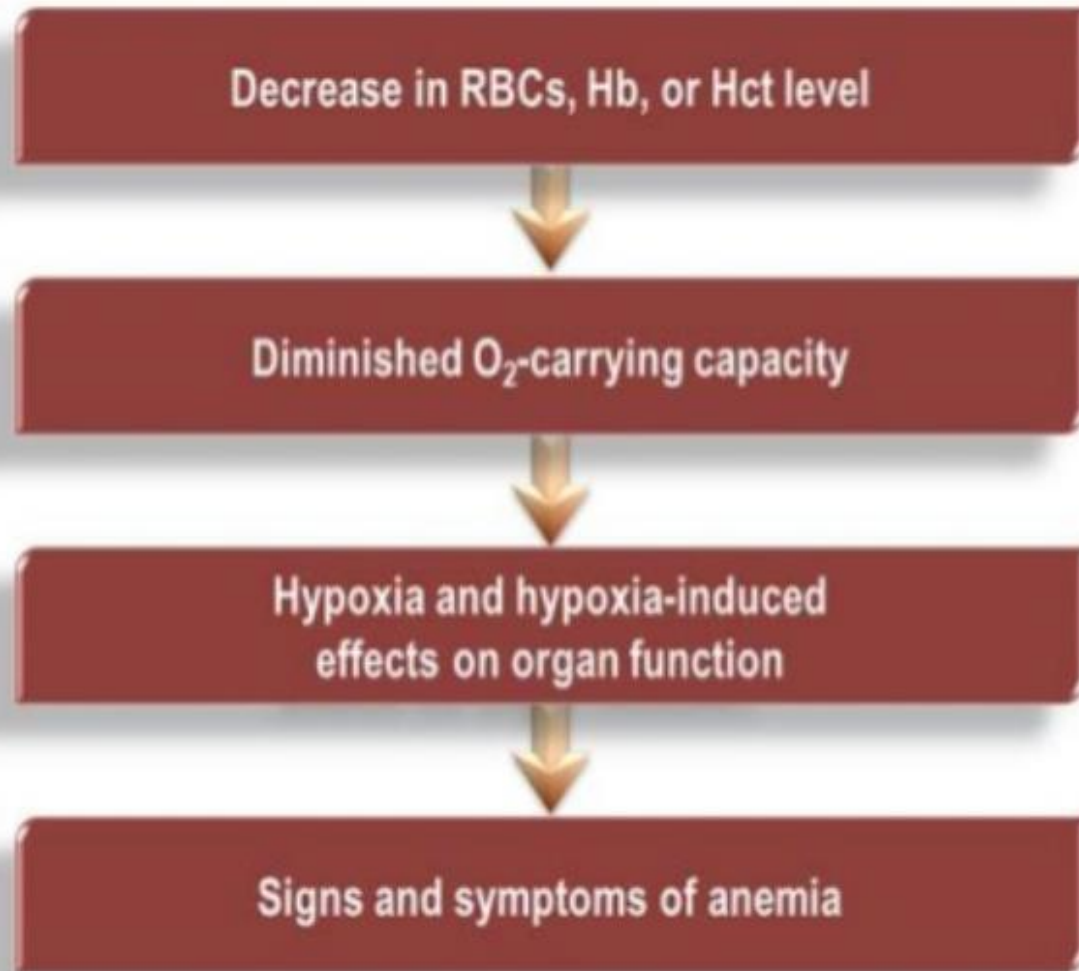 Decrease in RBCs, Hb, or Hct level
Diminished O₂-carrying capacity
Hypoxia and hypoxia-induced
effects on organ function
Signs and symptoms of anemia